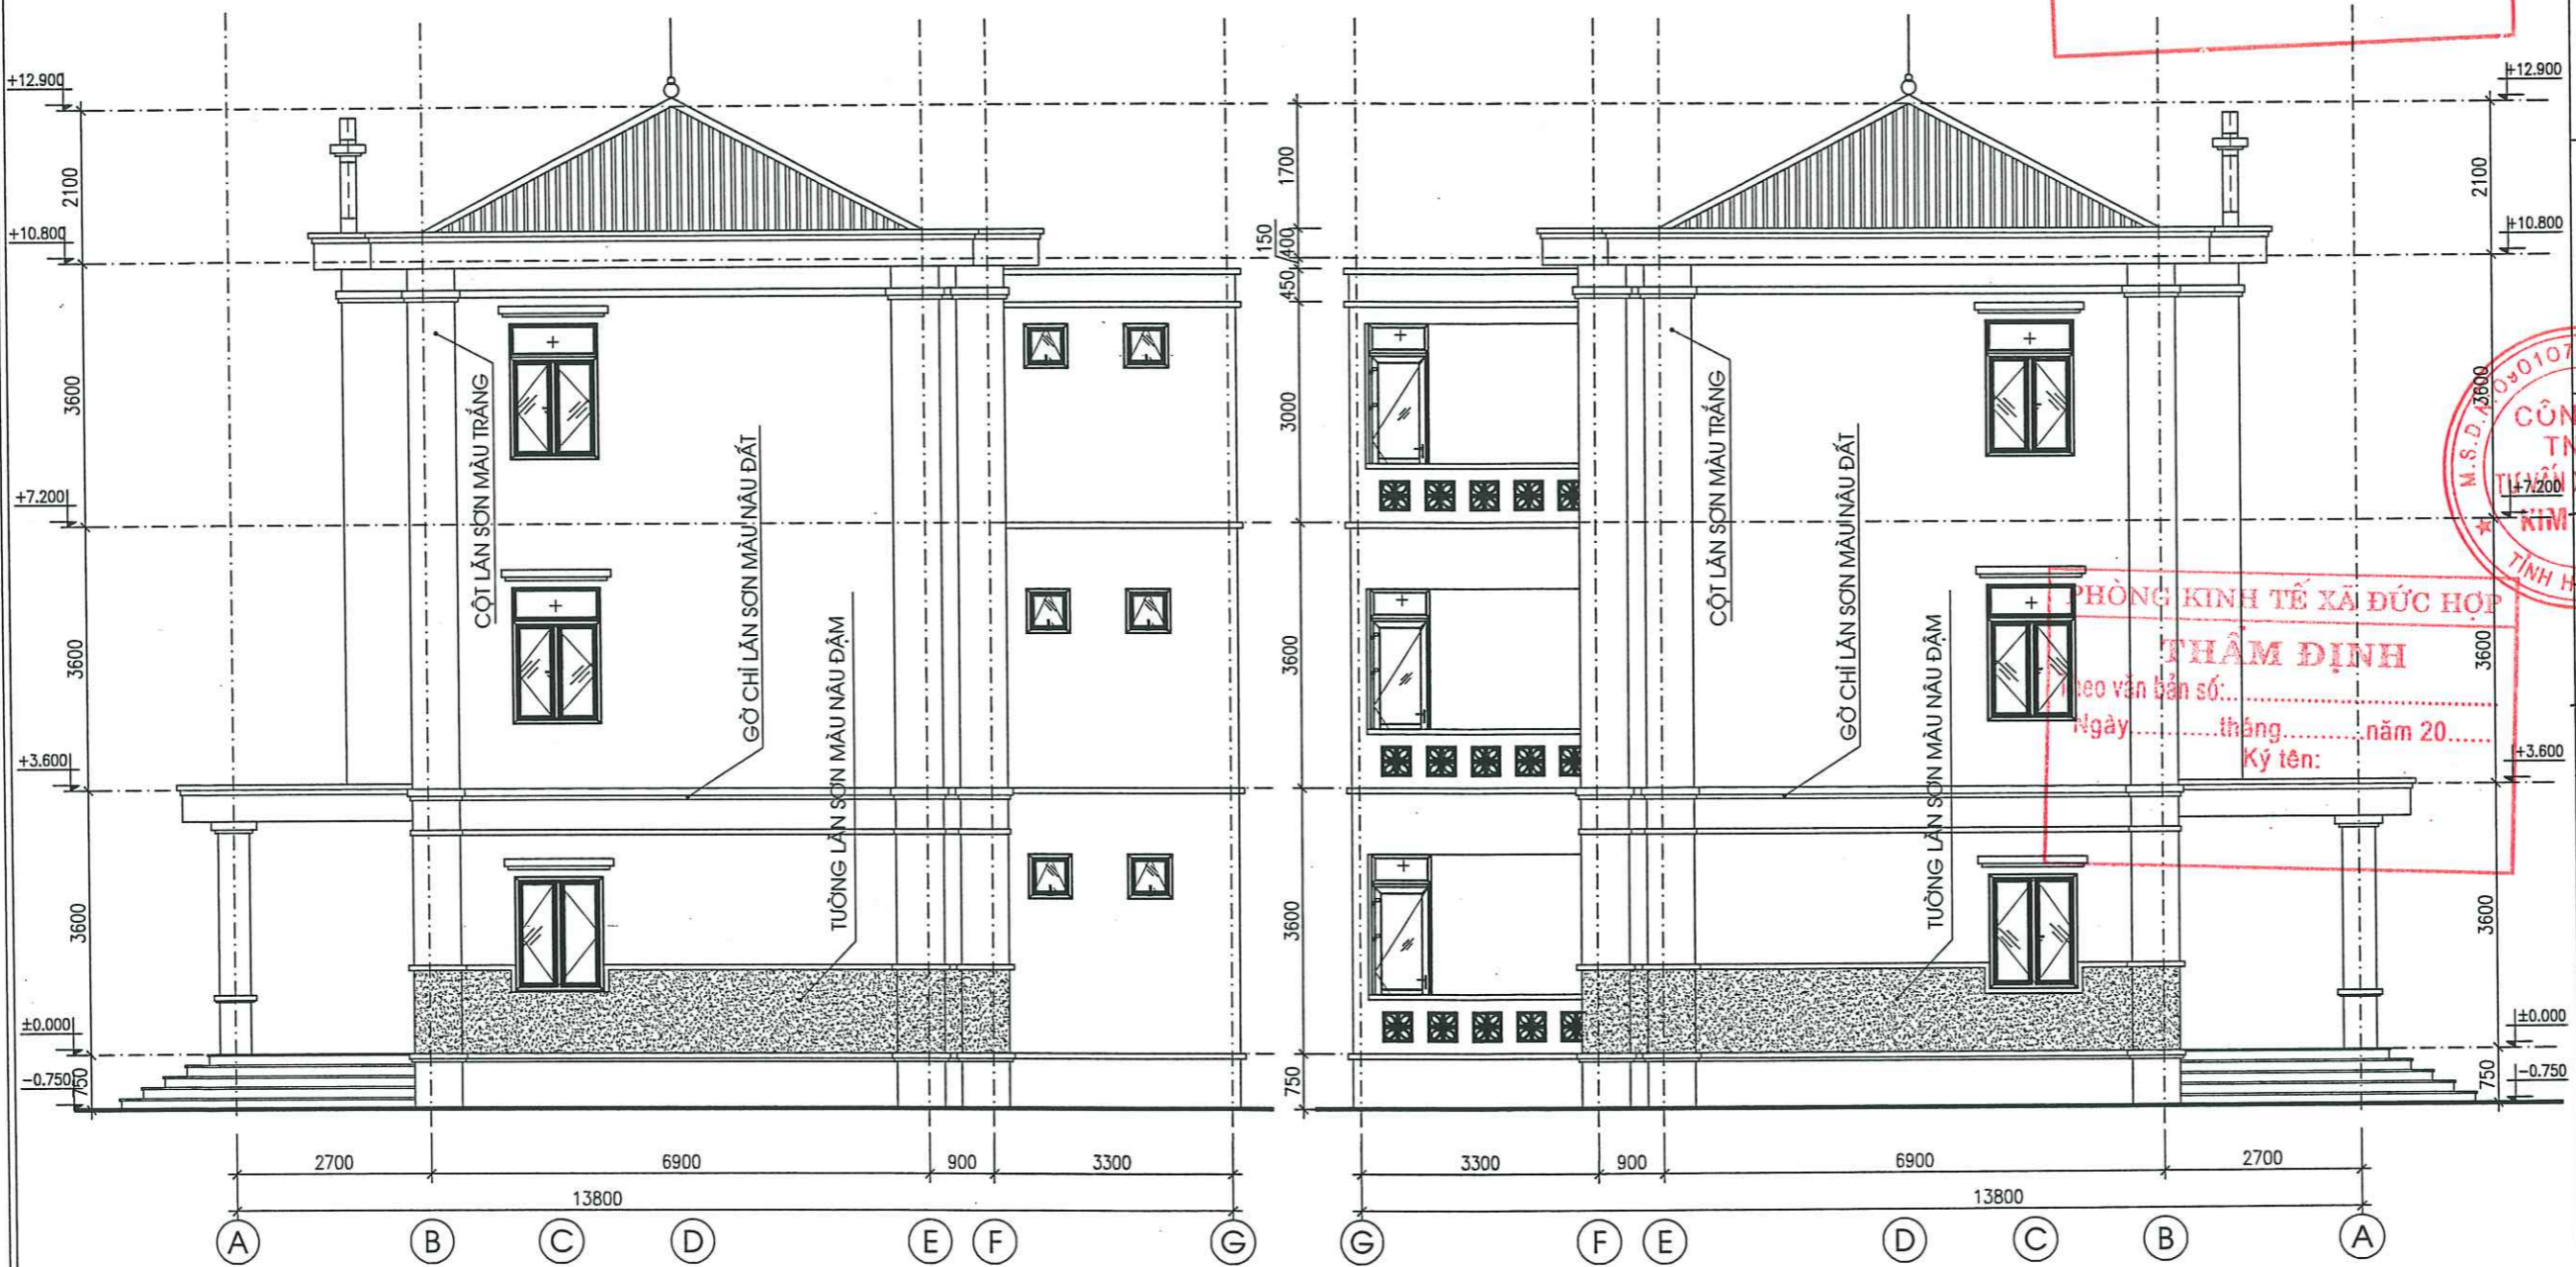 +12.900
2100
+10.800
3600
+7.200
3600
+3.600
3600
±0.000
-0.750
750
CỘT LĂN SƠN MÀU TRẮNG
GỜ CHỈ LĂN SƠN MÀU NÂU ĐẤT
TƯỜNG LĂN SƠN MÀU NÂU ĐẬM
2700
6900
900
3300
13800
A
B
C
D
E
F
G
1700
150
400
450
3000
3600
3600
750
CỘT LĂN SƠN MÀU TRẮNG
GỜ CHỈ LĂN SƠN MÀU NÂU ĐẤT
TƯỜNG LĂN SƠN MÀU NÂU ĐẬM
3300
900
6900
2700
13800
G
F
E
D
C
B
A
+12.900
2100
+10.800
3600
+7.200
3600
+3.600
3600
±0.000
750
-0.750
M.S.D.N
CÔN
TN
TƯ VẤN
KIM
TỈNH H
PHÒNG KINH TẾ XÃ ĐỨC HỢP
THẨM ĐỊNH
Theo văn bản số:
Ngày...........tháng...........năm 20......
Ký tên: